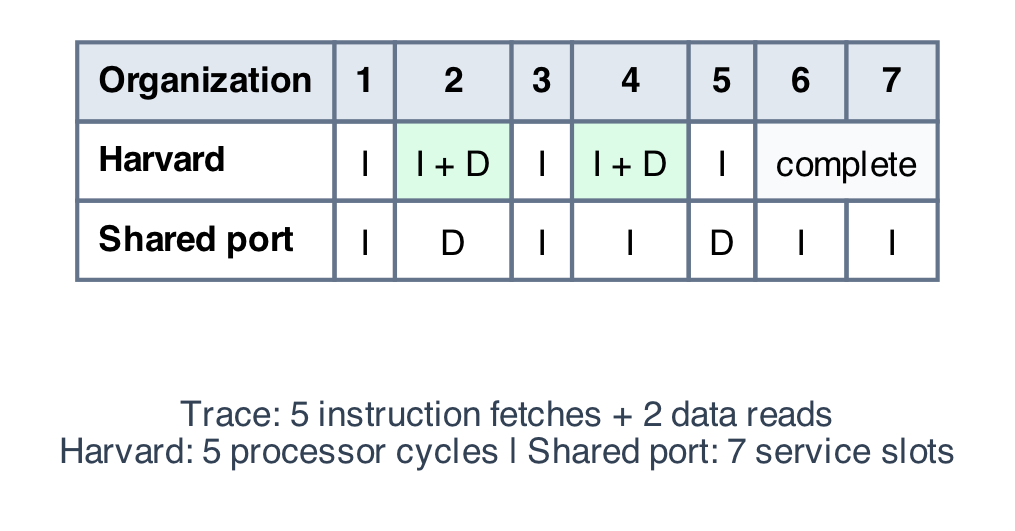 Organization 1 2 3 4 5 6 7
Harvard I I + D I I + D I complete
Shared port I D I I D I I
Trace: 5 instruction fetches + 2 data reads
Harvard: 5 processor cycles | Shared port: 7 service slots